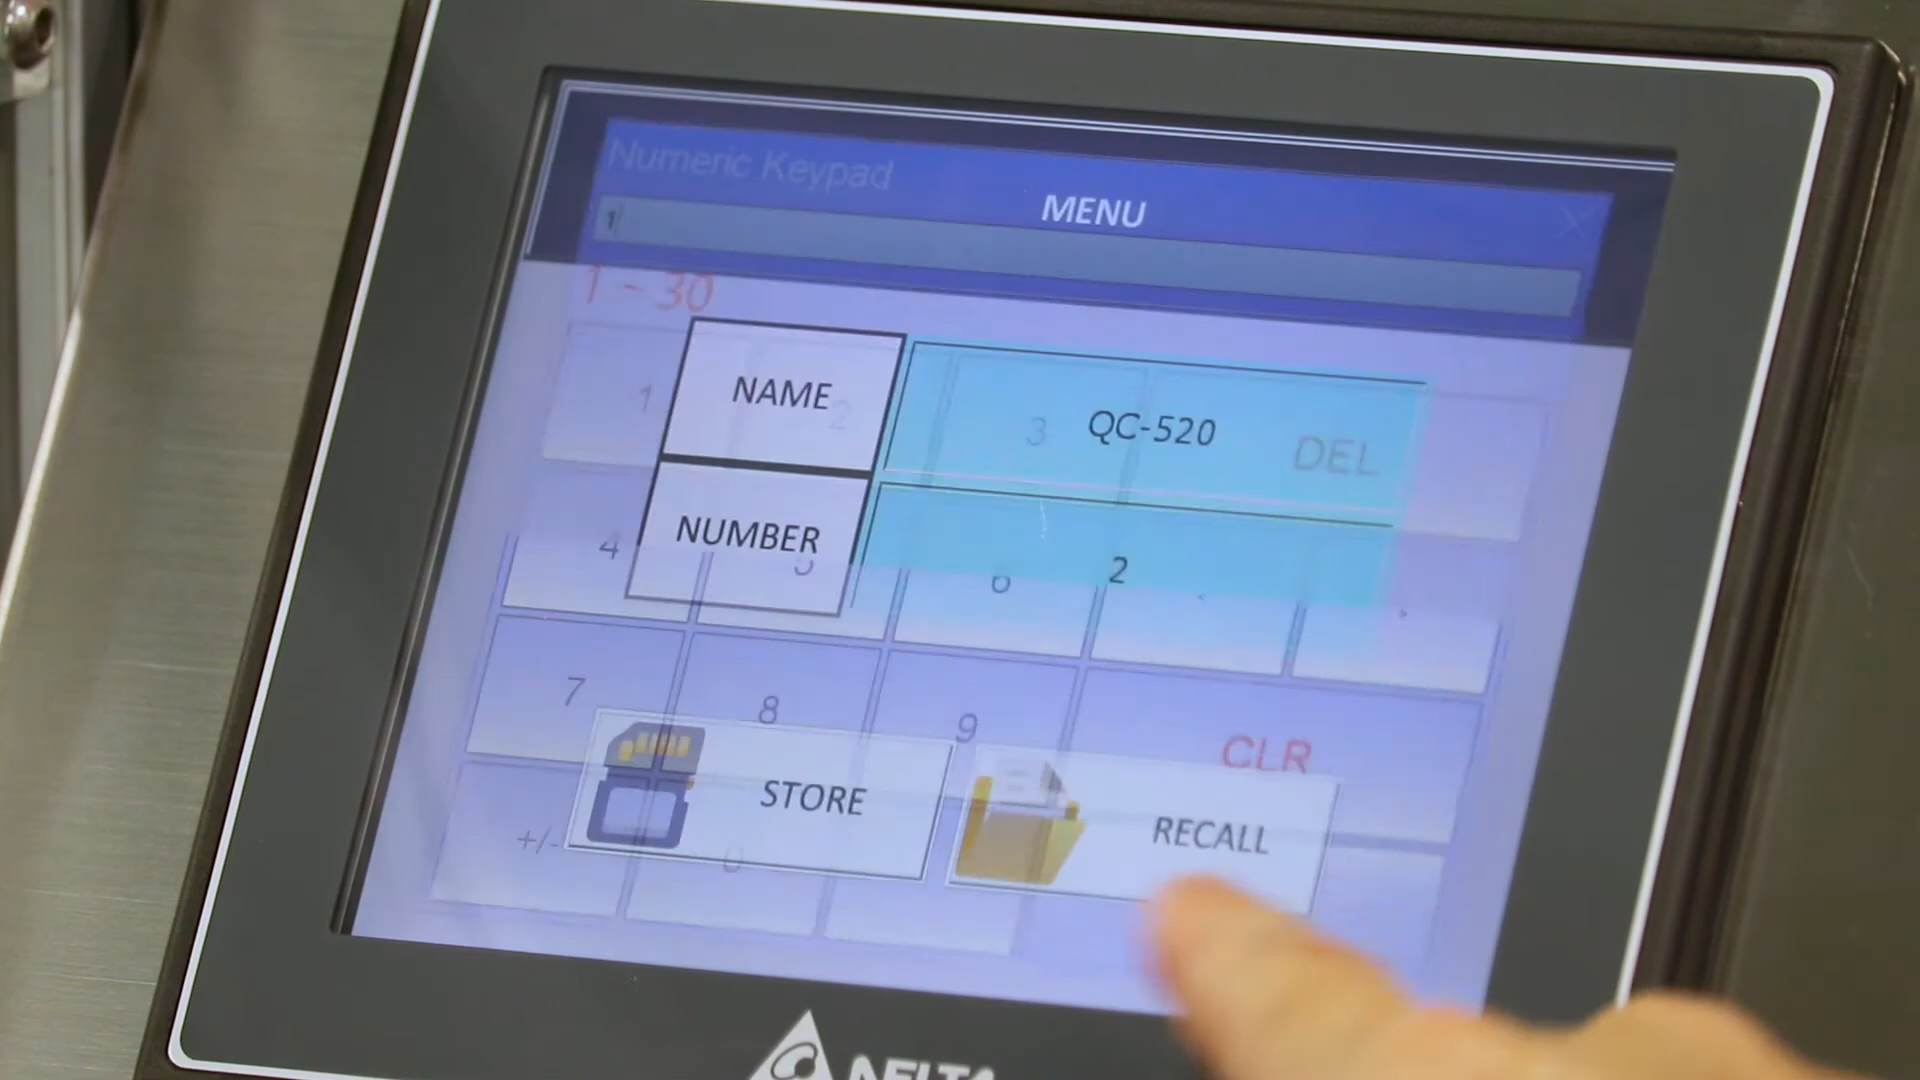 Numeric Keypad
MENU
1
1 - 30
NAME
QC-520
NUMBER
2
1
2
3
DEL
4
5
6
<
>
7
8
9
CLR
+/-
0
STORE
RECALL
DELTA